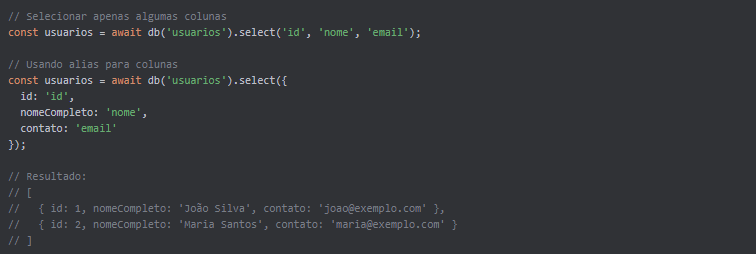 // Selecionar apenas algumas colunas
const usuarios = await db('usuarios').select('id', 'nome', 'email');

// Usando alias para colunas
const usuarios = await db('usuarios').select({
  id: 'id',
  nomeCompleto: 'nome',
  contato: 'email'
});

// Resultado:
// [
//   { id: 1, nomeCompleto: 'João Silva', contato: 'joao@exemplo.com' },
//   { id: 2, nomeCompleto: 'Maria Santos', contato: 'maria@exemplo.com' }
// ]